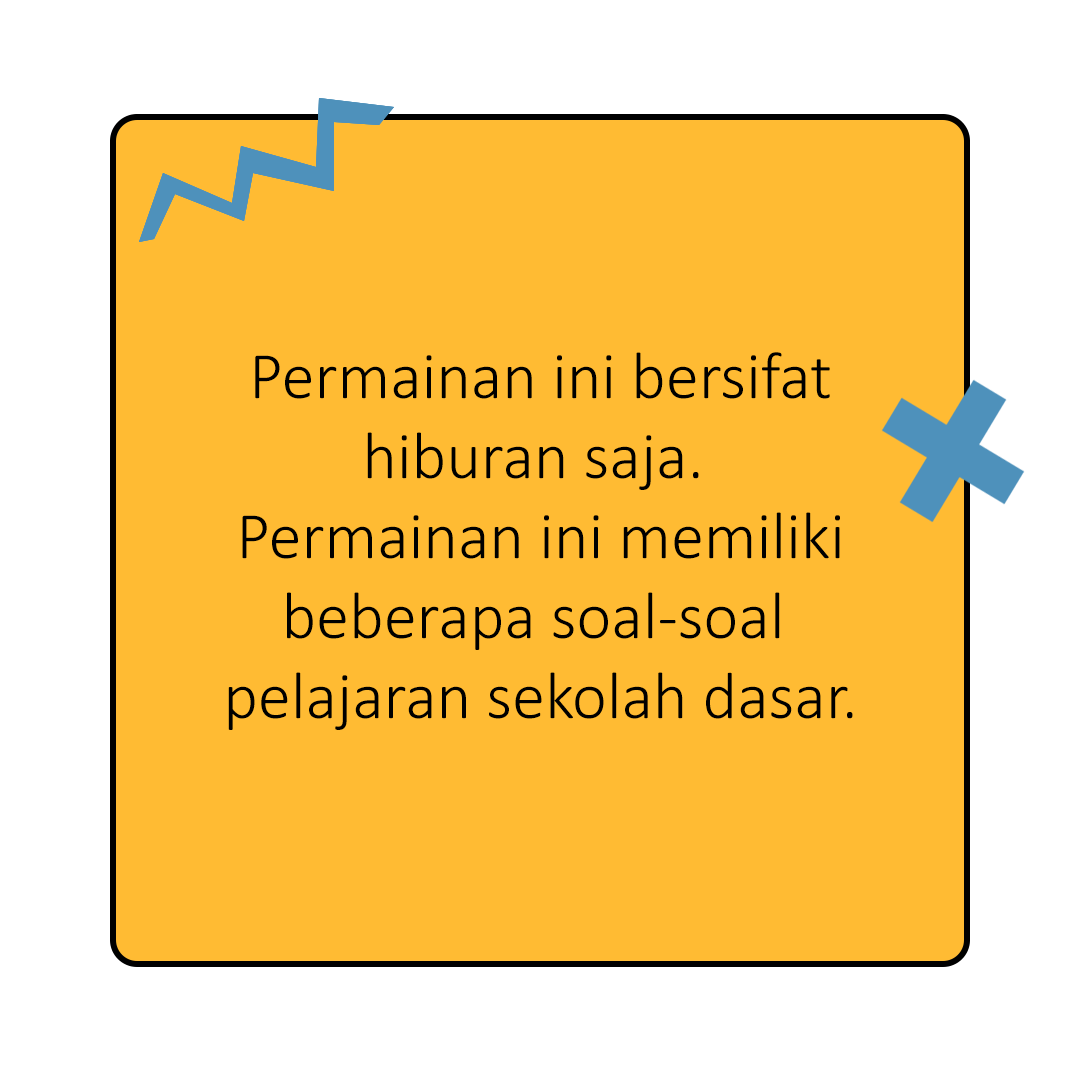 Permainan ini bersifat
hiburan saja.
Permainan ini memiliki
beberapa soal-soal
pelajaran sekolah dasar.